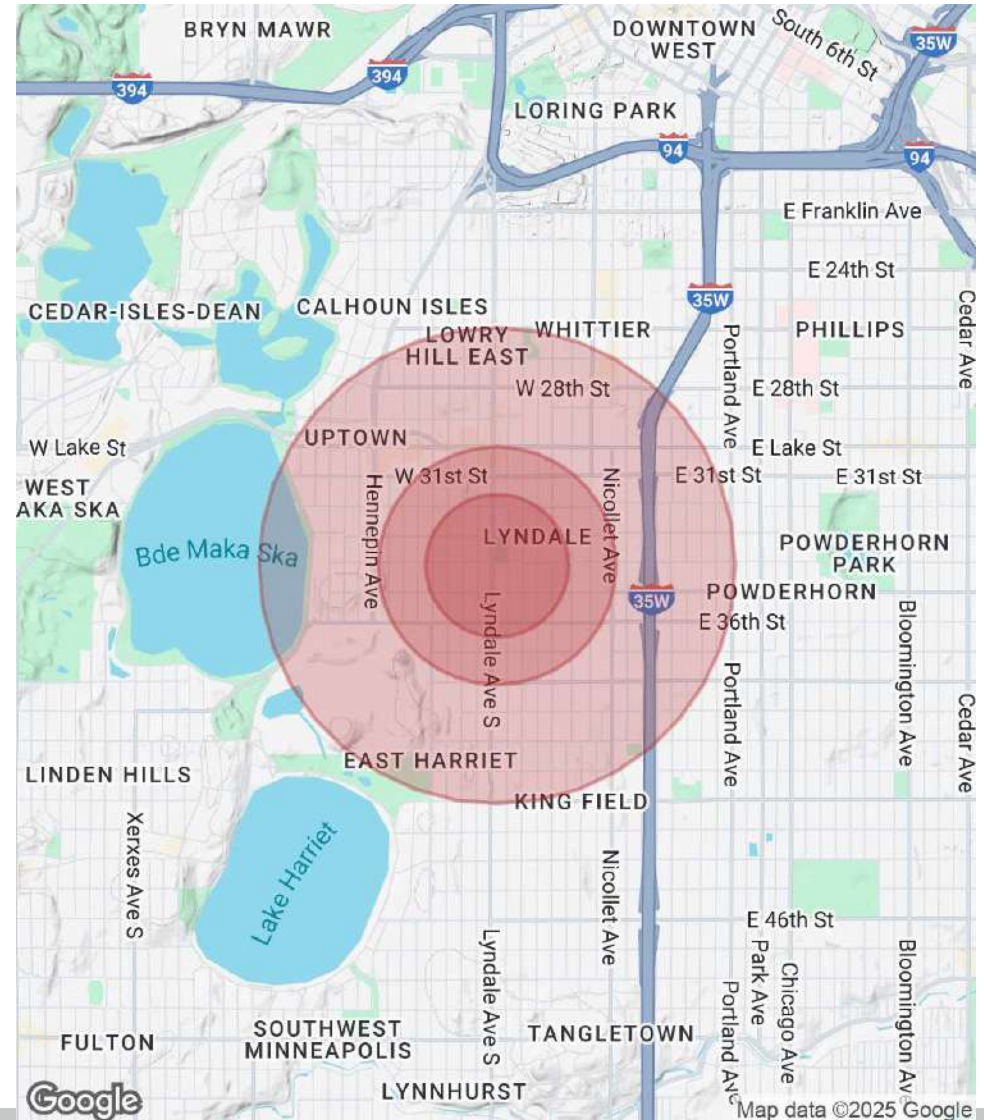 BRYN MAWR
DOWNTOWN
WEST
South 6th St
35W
394
394
LORING PARK
94
94
E Franklin Ave
E 24th St
CEDAR-ISLES-DEAN
CALHOUN ISLES
35W
LOWRY
HILL EAST
WHITTIER
PHILLIPS
Portland Ave
Cedar Ave
W 28th St
E 28th St
UPTOWN
W Lake St
E Lake St
WEST
AKA SKA
W 31st St
E 31st St
E 31st St
Hennepin Ave
Nicollet Ave
LYNDALE
Bde Maka Ska
POWDERHORN
PARK
POWDERHORN
35W
E 36th St
Lyndale Ave S
Portland Ave
Bloomington Ave
Cedar Ave
EAST HARRIET
LINDEN HILLS
KING FIELD
Xerxes Ave S
Lake Harriet
Nicollet Ave
E 46th St
Lyndale Ave S
Park Ave
Chicago Ave
Portland Ave
Bloomington Av
FULTON
SOUTHWEST
MINNEAPOLIS
TANGLETOWN
LYNNHURST
Google
Map data ©2025 Google